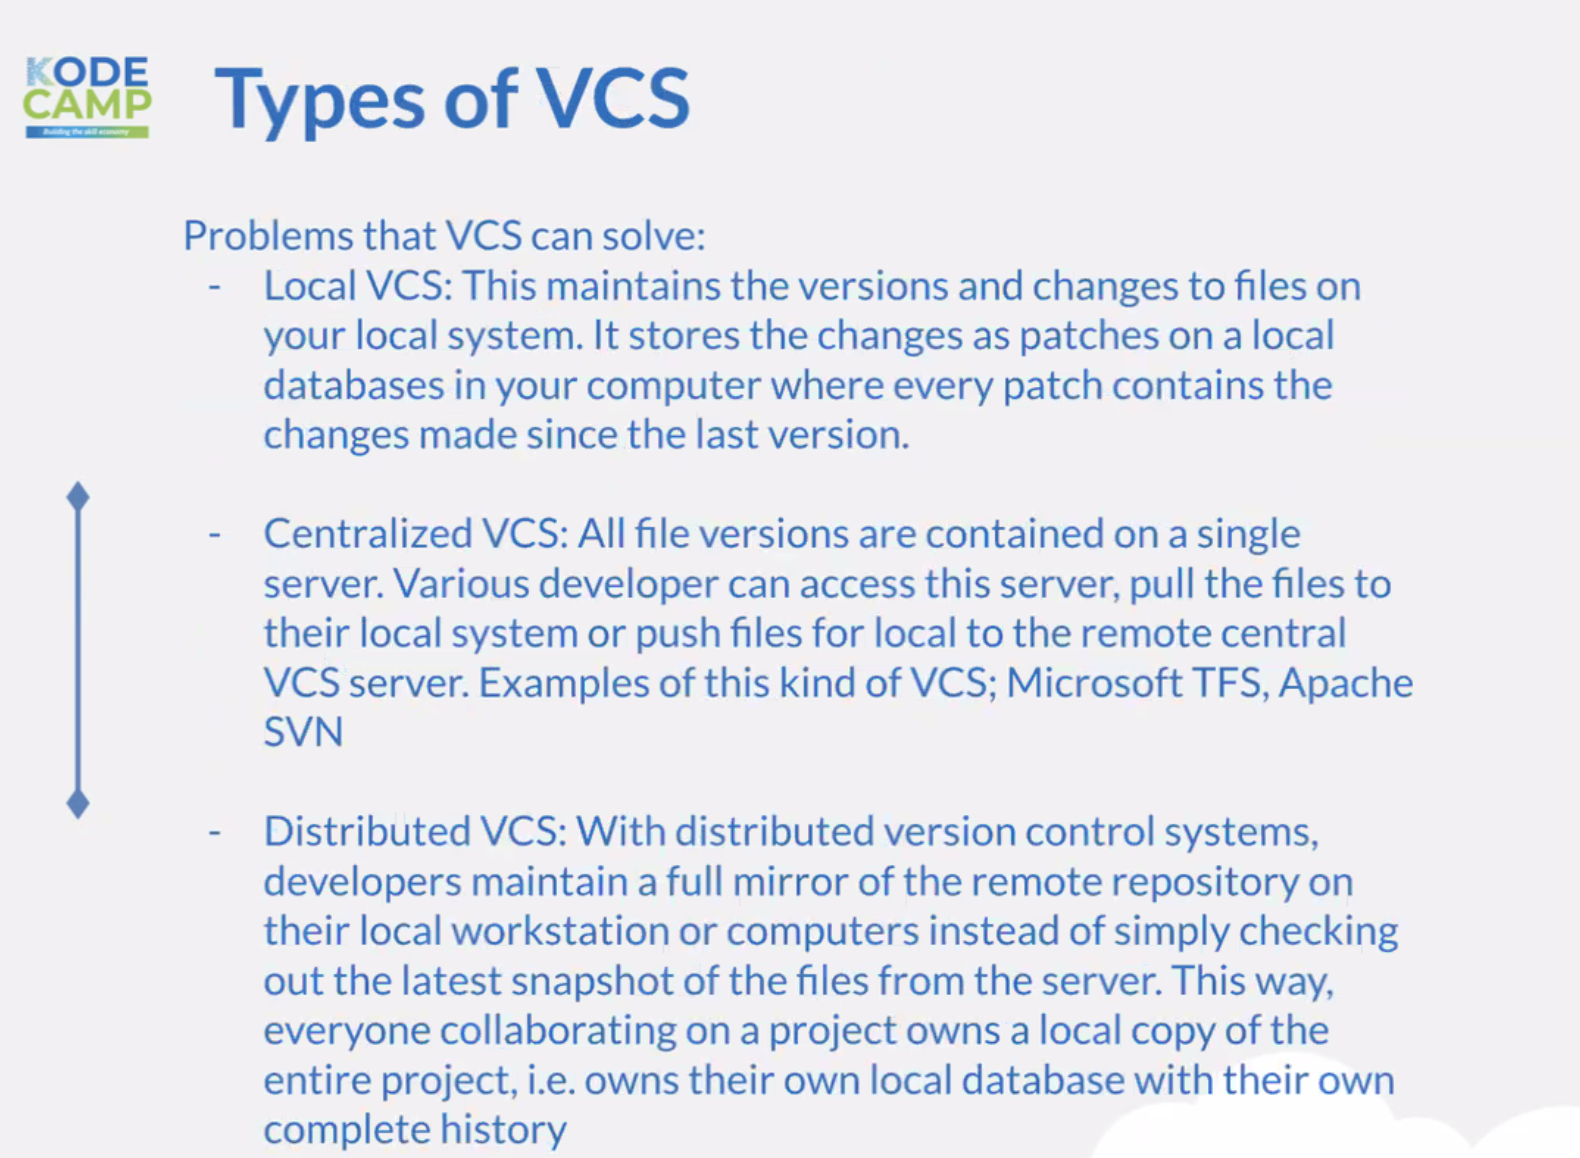 KODE
CAMP
Building the skill economy
Types of VCS
Problems that VCS can solve:
- Local VCS: This maintains the versions and changes to files on
your local system. It stores the changes as patches on a local
databases in your computer where every patch contains the
changes made since the last version.
- Centralized VCS: All file versions are contained on a single
server. Various developer can access this server, pull the files to
their local system or push files for local to the remote central
VCS server. Examples of this kind of VCS; Microsoft TFS, Apache
SVN
- Distributed VCS: With distributed version control systems,
developers maintain a full mirror of the remote repository on
their local workstation or computers instead of simply checking
out the latest snapshot of the files from the server. This way,
everyone collaborating on a project owns a local copy of the
entire project, i.e. owns their own local database with their own
complete history